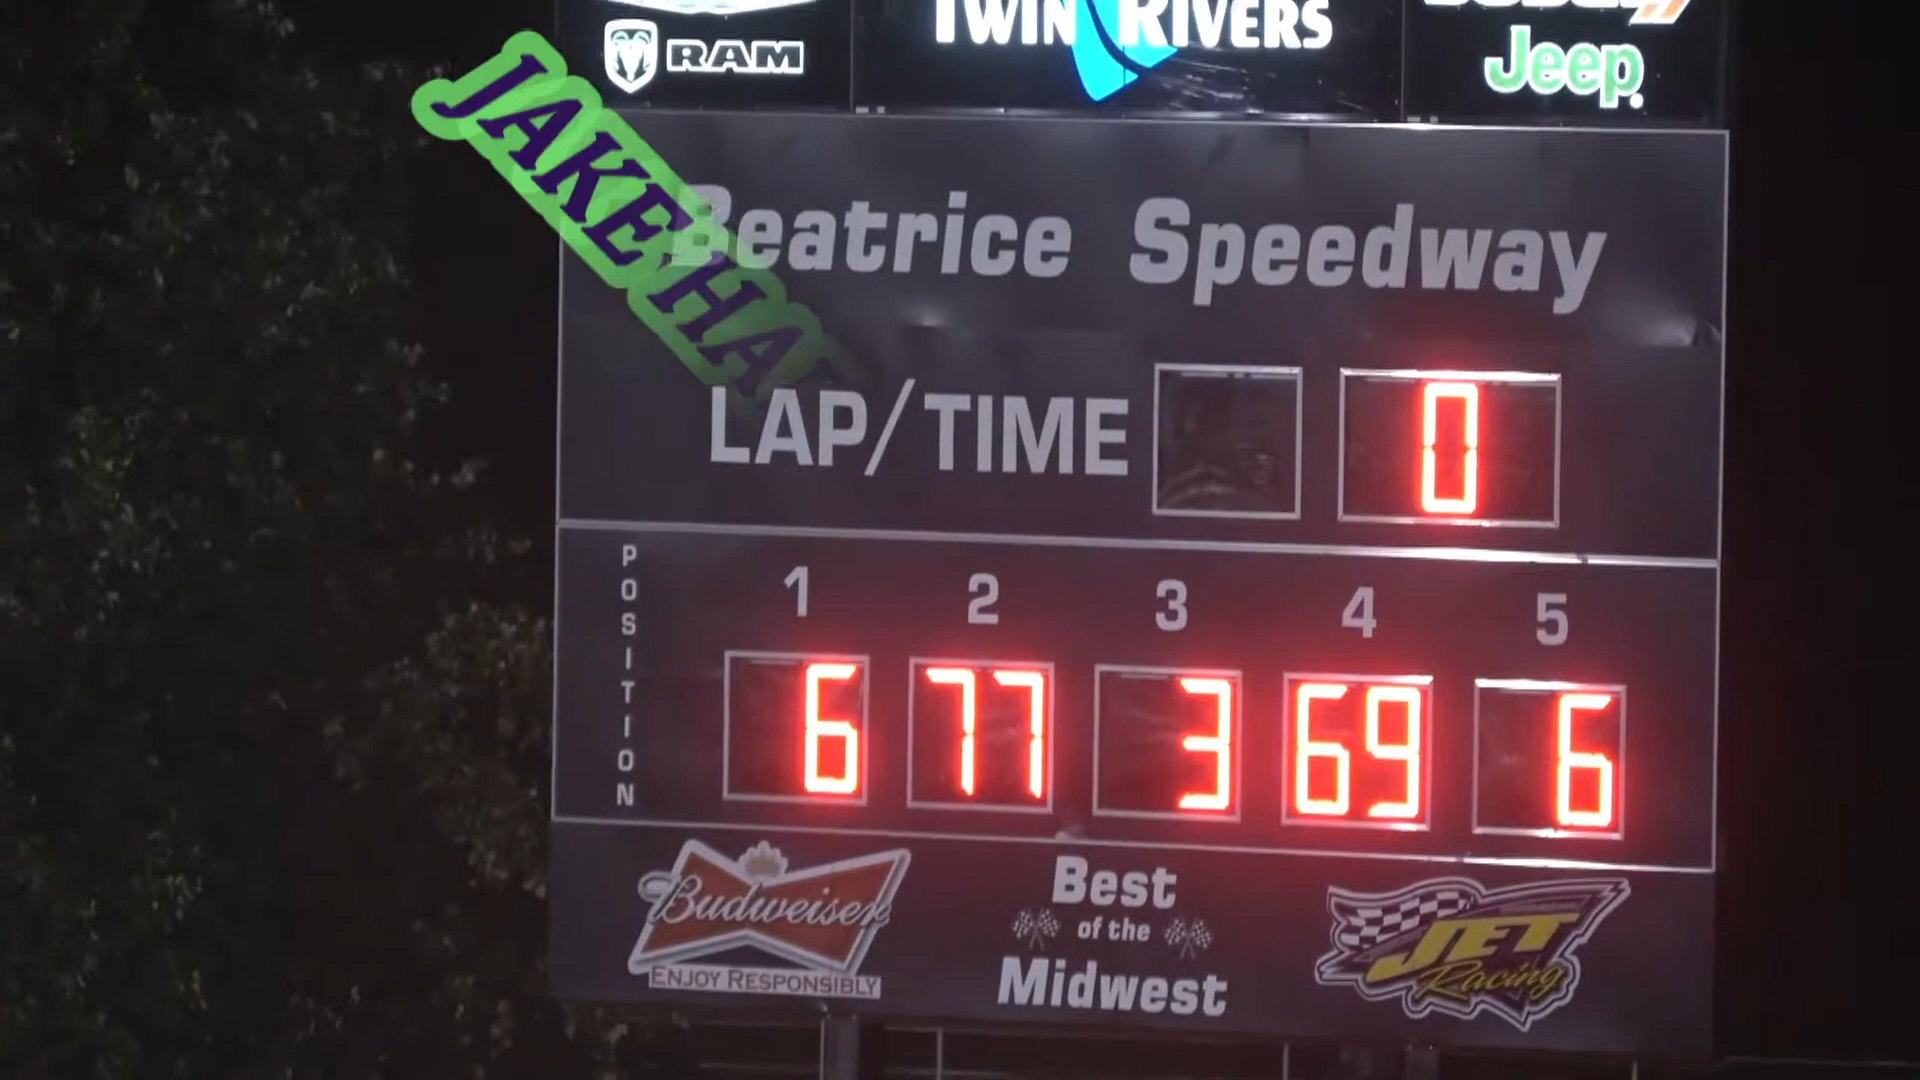 RAM
TWIN RIVERS
Jeep
JAKE HA
Beatrice Speedway
LAP/TIME 0
POSITION
1 2 3 4 5
6 77 3 69 6
Budweiser
ENJOY RESPONSIBLY
Best
of the
Midwest
JET
Racing